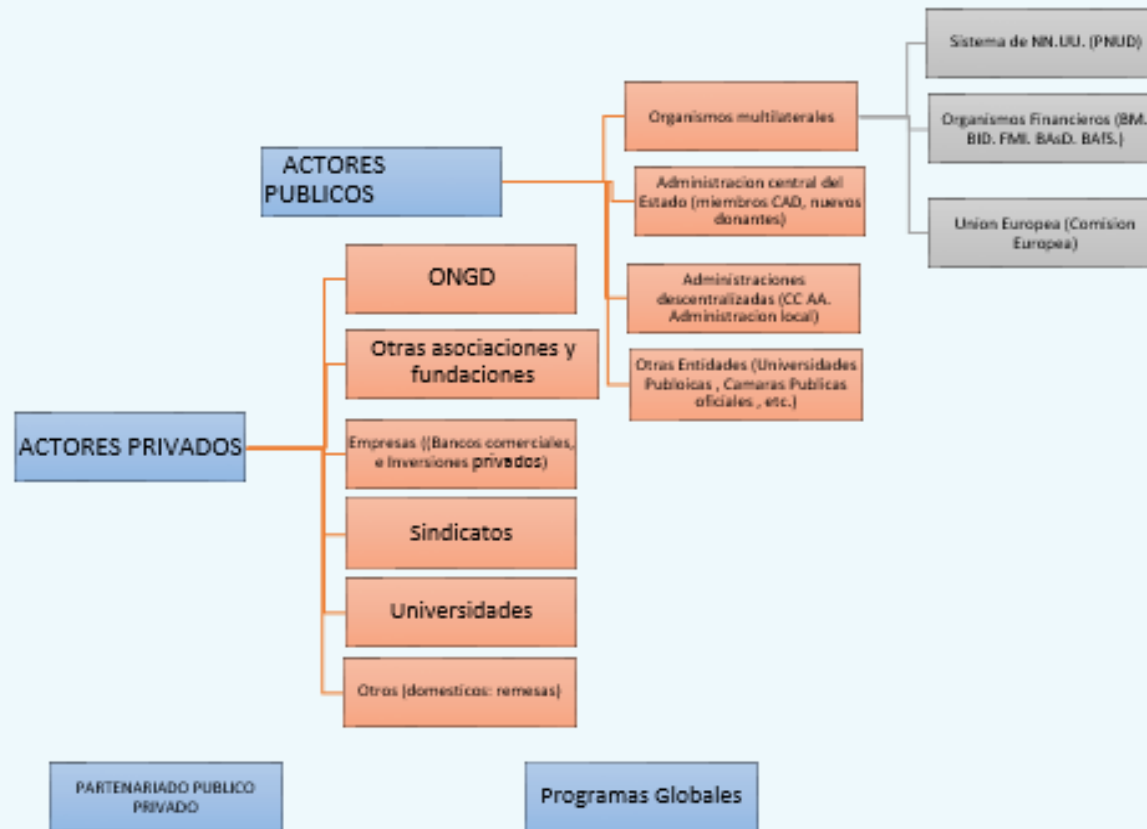 Sistema de NN.UU. (PNUD)
Organismos multilaterales
Organismos Financieros (BM.
BID. FMI. BAsD. BAfS.)
ACTORES
PUBLICOS
Administracion central del
Estado (miembros CAD, nuevos
donantes)
Union Europea (Comision
Europea)
ONGD
Administraciones
descentralizadas (CC AA.
Administracion local)
Otras asociaciones y
fundaciones
Otras Entidades (Universidades
Publoicas , Camaras Publicas
oficiales , etc.)
ACTORES PRIVADOS
Empresas ((Bancos comerciales,
e Inversiones privados)
Sindicatos
Universidades
Otros (domesticos: remesas)
PARTENARIADO PUBLICO
PRIVADO
Programas Globales